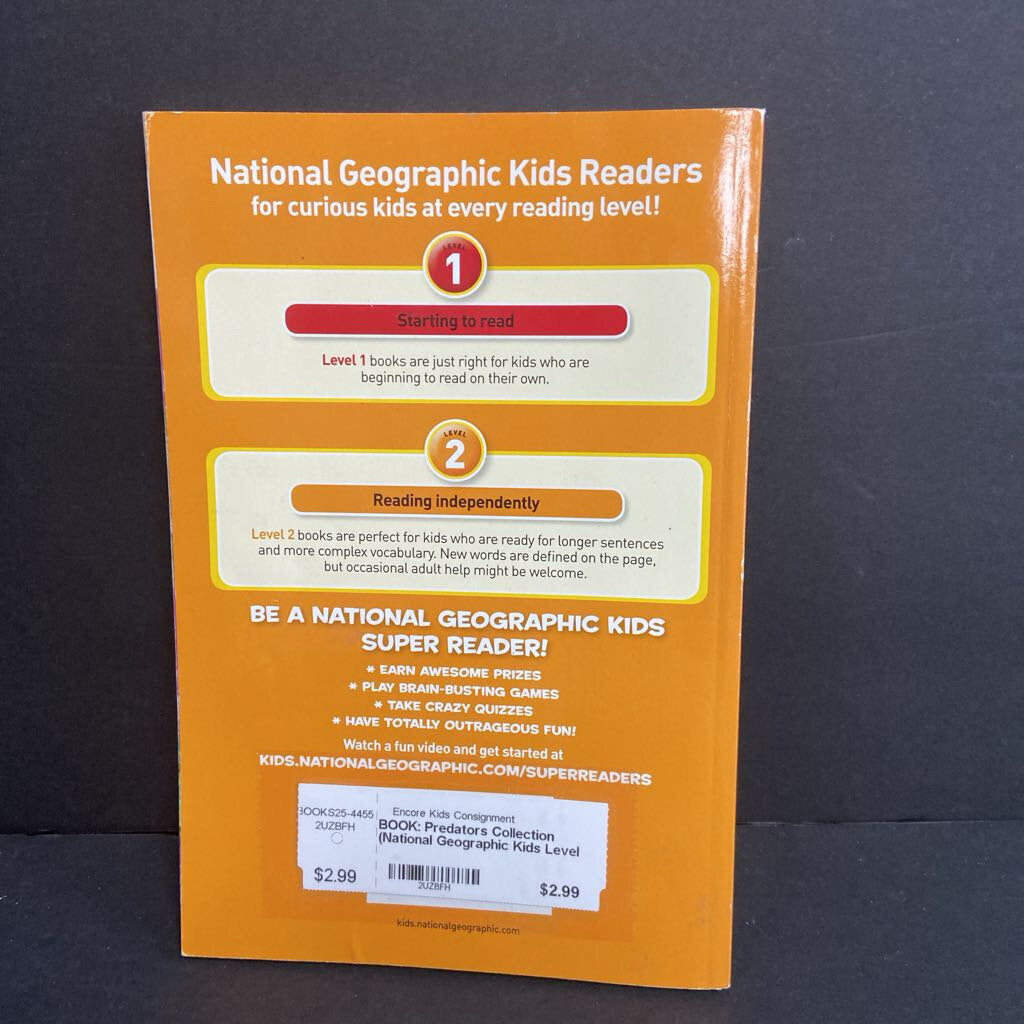 National Geographic Kids Readers
for curious kids at every reading level!
LEVEL
1
Starting to read
Level 1 books are just right for kids who are
beginning to read on their own.
LEVEL
2
Reading independently
Level 2 books are perfect for kids who are ready for longer sentences
and more complex vocabulary. New words are defined on the page,
but occasional adult help might be welcome.
BE A NATIONAL GEOGRAPHIC KIDS
SUPER READER!
* EARN AWESOME PRIZES
* PLAY BRAIN-BUSTING GAMES
* TAKE CRAZY QUIZZES
* HAVE TOTALLY OUTRAGEOUS FUN!
Watch a fun video and get started at
KIDS.NATIONALGEOGRAPHIC.COM/SUPERREADERS
BOOKS25-4455
2UZBFH
$2.99
Encore Kids Consignment
BOOK: Predators Collection
(National Geographic Kids Level
2UZBFH
$2.99
kids.nationalgeographic.com